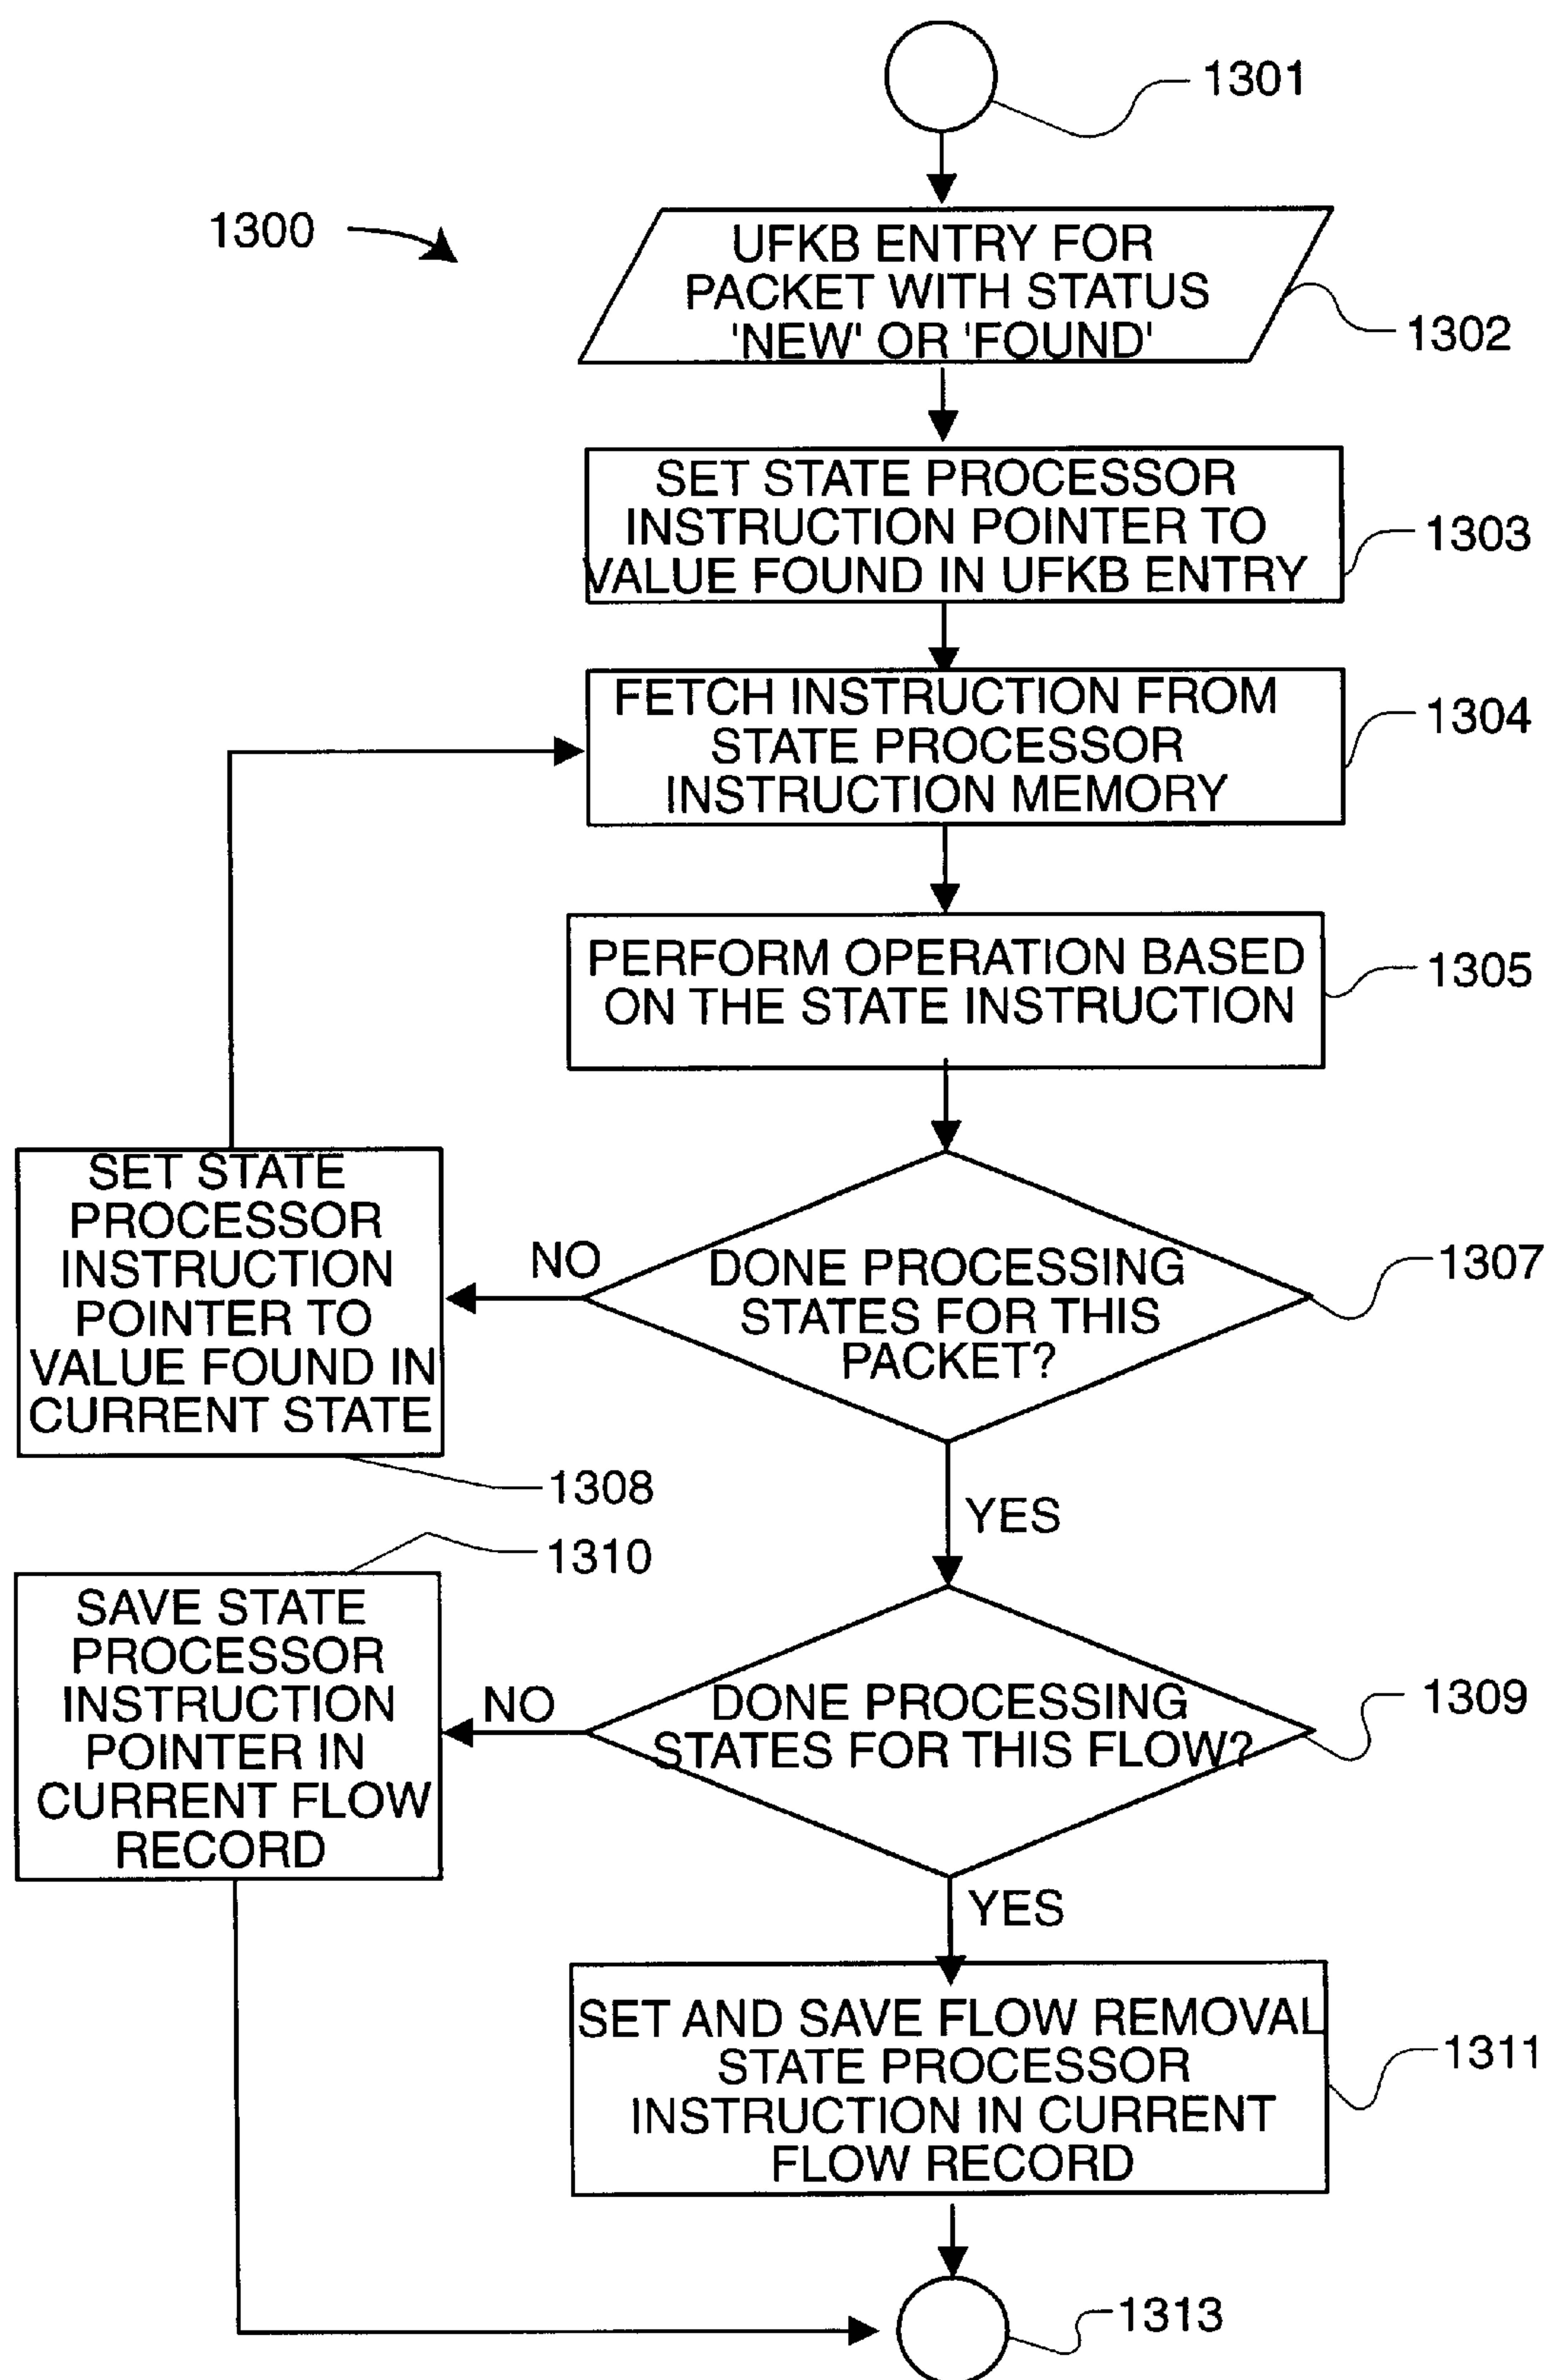 1301
1300
UFKB ENTRY FOR
PACKET WITH STATUS
'NEW' OR 'FOUND'
1302
SET STATE PROCESSOR
INSTRUCTION POINTER TO
VALUE FOUND IN UFKB ENTRY
1303
FETCH INSTRUCTION FROM
STATE PROCESSOR
INSTRUCTION MEMORY
1304
PERFORM OPERATION BASED
ON THE STATE INSTRUCTION
1305
DONE PROCESSING
STATES FOR THIS
PACKET?
1307
NO
SET STATE
PROCESSOR
INSTRUCTION
POINTER TO
VALUE FOUND IN
CURRENT STATE
1308
YES
1310
DONE PROCESSING
STATES FOR THIS FLOW?
1309
NO
SAVE STATE
PROCESSOR
INSTRUCTION
POINTER IN
CURRENT FLOW
RECORD
YES
SET AND SAVE FLOW REMOVAL
STATE PROCESSOR
INSTRUCTION IN CURRENT
FLOW RECORD
1311
1313